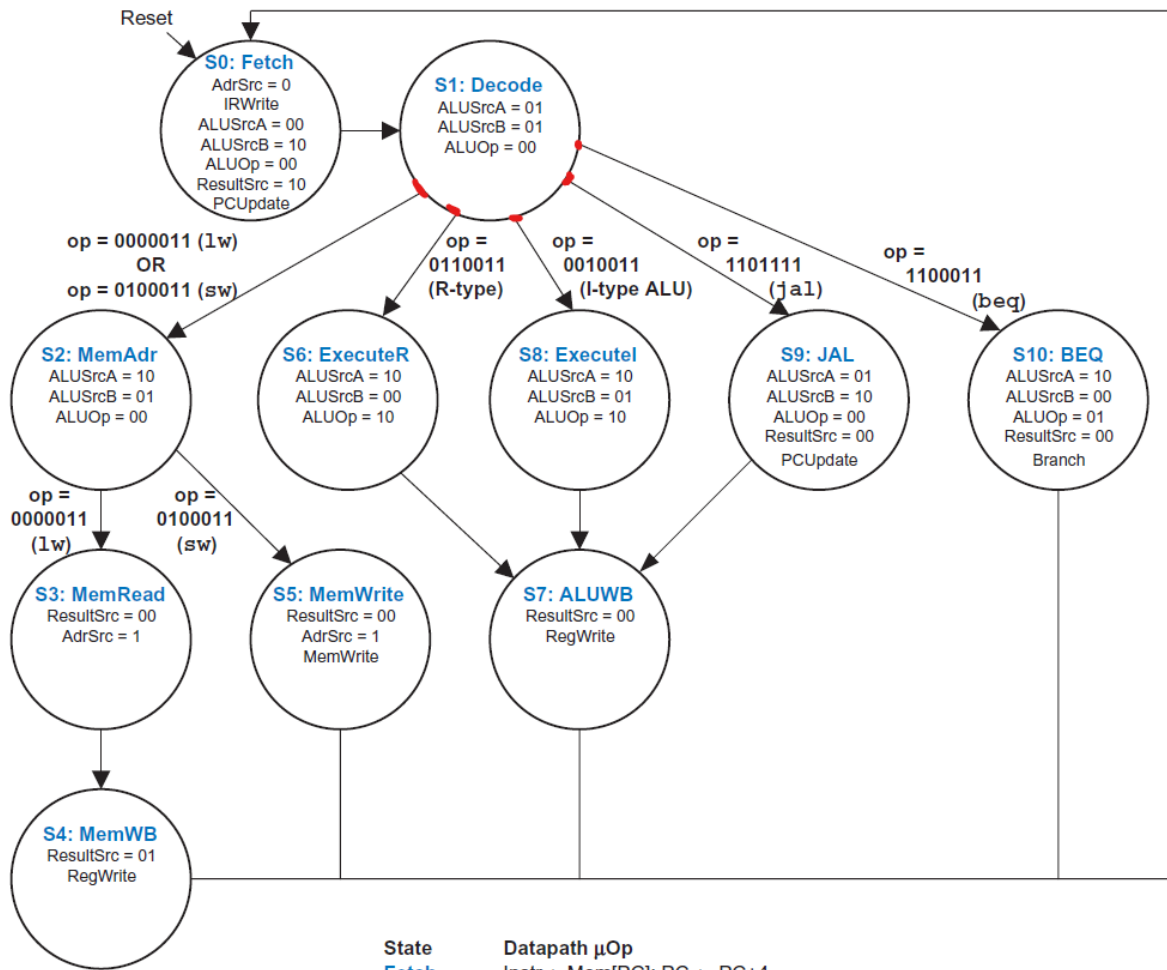 Reset
S0: Fetch
AdrSrc = 0
IRWrite
ALUSrcA = 00
ALUSrcB = 10
ALUOp = 00
ResultSrc = 10
PCUpdate
S1: Decode
ALUSrcA = 01
ALUSrcB = 01
ALUOp = 00
op = 0000011 (lw)
OR
op = 0100011 (sw)
op =
0110011
(R-type)
op =
0010011
(I-type ALU)
op =
1101111
(jal)
op =
1100011
(beq)
S2: MemAdr
ALUSrcA = 10
ALUSrcB = 01
ALUOp = 00
S6: ExecuteR
ALUSrcA = 10
ALUSrcB = 00
ALUOp = 10
S8: ExecuteI
ALUSrcA = 10
ALUSrcB = 01
ALUOp = 10
S9: JAL
ALUSrcA = 01
ALUSrcB = 10
ALUOp = 00
ResultSrc = 00
PCUpdate
S10: BEQ
ALUSrcA = 10
ALUSrcB = 00
ALUOp = 01
ResultSrc = 00
Branch
op =
0000011
(lw)
op =
0100011
(sw)
S3: MemRead
ResultSrc = 00
AdrSrc = 1
S5: MemWrite
ResultSrc = 00
AdrSrc = 1
MemWrite
S7: ALUWB
ResultSrc = 00
RegWrite
S4: MemWB
ResultSrc = 01
RegWrite
State Datapath μOp